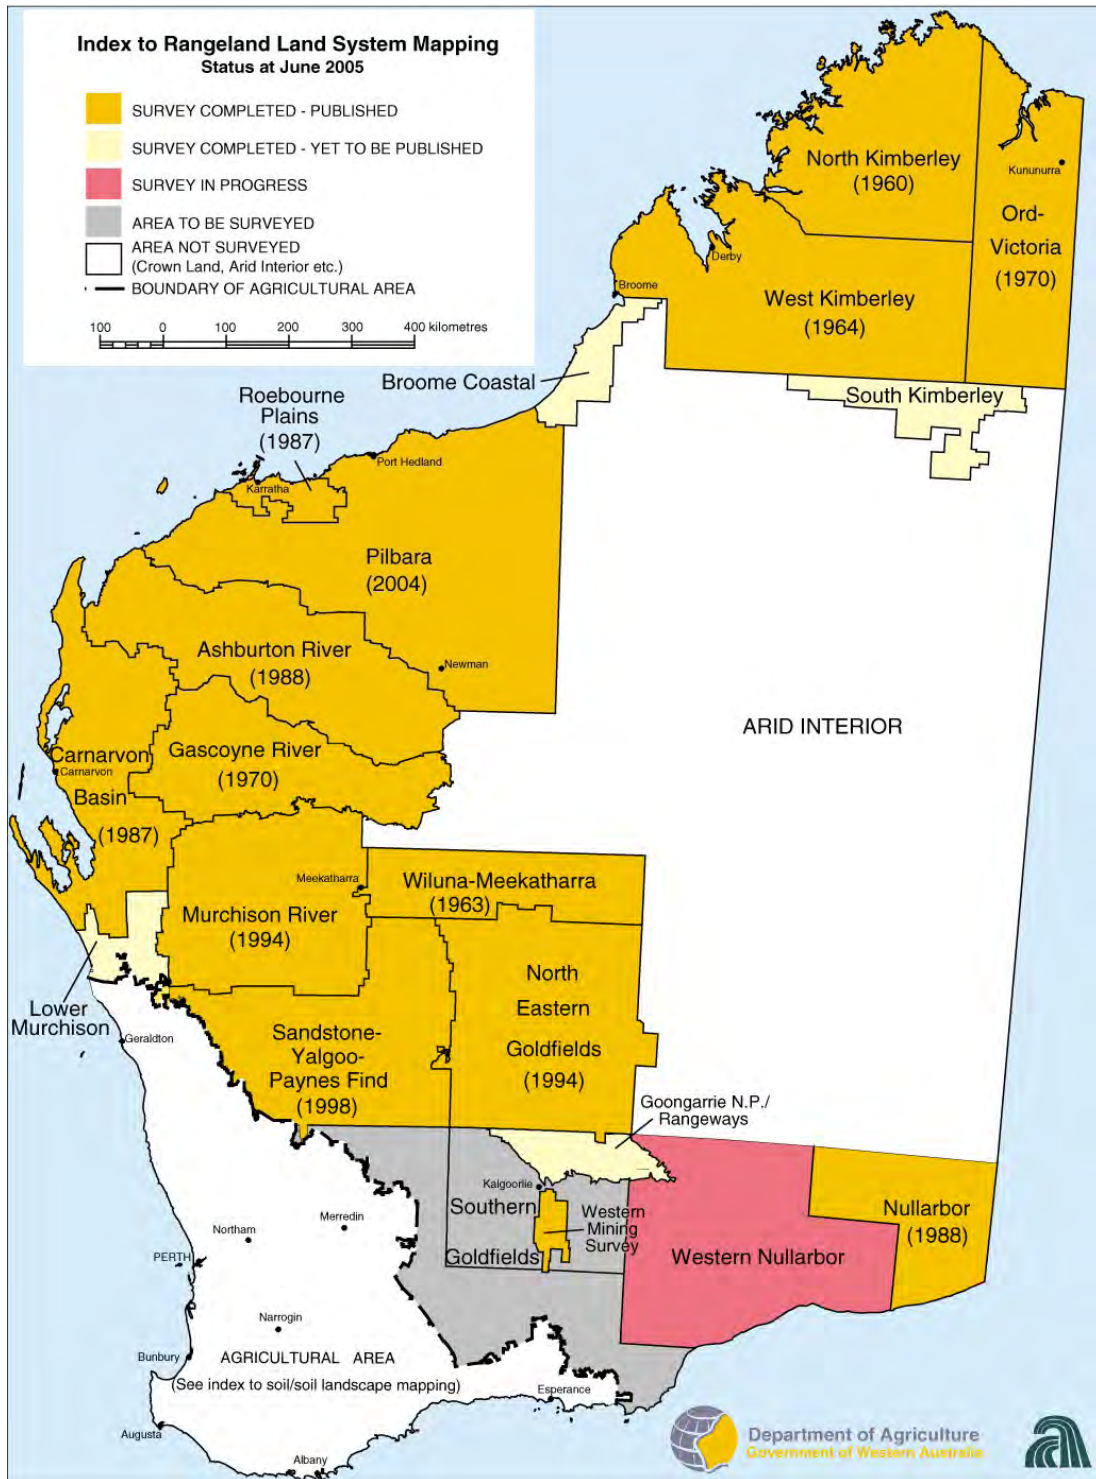 Index to Rangeland Land System Mapping
Status at June 2005
SURVEY COMPLETED - PUBLISHED
SURVEY COMPLETED - YET TO BE PUBLISHED
SURVEY IN PROGRESS
AREA TO BE SURVEYED
AREA NOT SURVEYED
(Crown Land, Arid Interior etc.)
BOUNDARY OF AGRICULTURAL AREA
100 0 100 200 300 400 kilometres
North Kimberley
(1960)
Kununurra
Ord-
Victoria
(1970)
Derby
Broome
West Kimberley
(1964)
Broome Coastal
South Kimberley
Roebourne
Plains
(1987)
Port Hedland
Karratha
Pilbara
(2004)
Ashburton River
(1988)
Newman
ARID INTERIOR
Carnarvon
Carnarvon
Basin
(1987)
Gascoyne River
(1970)
Meekatharra
Wiluna-Meekatharra
(1963)
Murchison River
(1994)
North
Eastern
Goldfields
(1994)
Lower
Murchison
Geraldton
Sandstone-
Yalgoo-
Paynes Find
(1998)
Goongarrie N.P./
Rangeways
Kalgoorlie
Southern
Goldfields
Western
Mining
Survey
Western Nullarbor
Nullarbor
(1988)
Northam
Merredin
PERTH
Narrogin
Bunbury
AGRICULTURAL AREA
(See index to soil/soil landscape mapping)
Esperance
Augusta
Albany
Department of Agriculture
Government of Western Australia